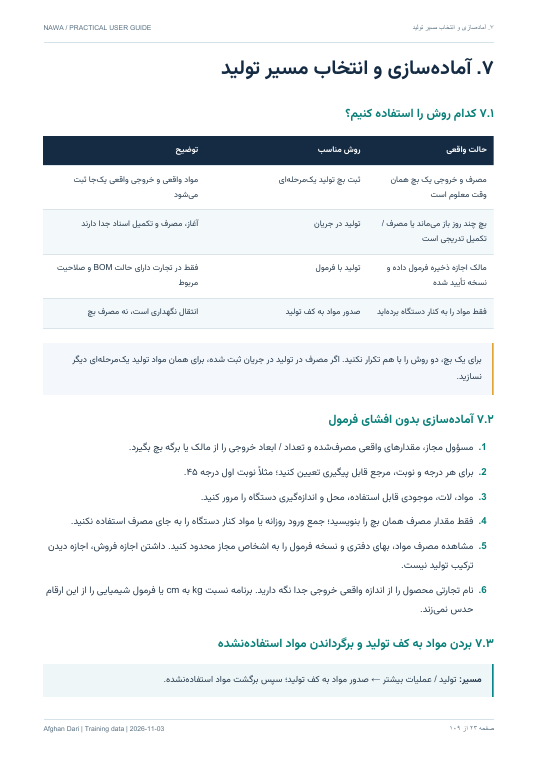 ۷. آماده‌سازی و انتخاب مسیر تولید
NAWA / PRACTICAL USER GUIDE
۷. آماده‌سازی و انتخاب مسیر تولید
۷.۱ کدام روش را استفاده کنیم؟
حالت واقعی روش مناسب توضیح
مصرف و خروجی یک بچ همان ثبت بچ تولید یک‌مرحله‌ای مواد واقعی و خروجی واقعی یک‌جا ثبت
وقت معلوم است می‌شود
بچ چند روز باز می‌ماند یا مصرف / تولید در جریان آغاز، مصرف و تکمیل اسناد جدا دارند
تکمیل تدریجی است
مالک اجازه ذخیره فرمول داده و تولید با فرمول فقط در تجارت دارای حالت BOM و صلاحیت
نسخه تأیید شده مربوط
فقط مواد را به کنار دستگاه برده‌اید صدور مواد به کف تولید انتقال نگهداری است، نه مصرف بچ
برای یک بچ، دو روش را با هم تکرار نکنید. اگر مصرف در تولید در جریان ثبت شده، برای همان مواد تولید یک‌مرحله‌ای دیگر
نسازید.
۷.۲ آماده‌سازی بدون افشای فرمول
1. مسؤول مجاز، مقدارهای واقعی مصرف‌شده و تعداد / ابعاد خروجی را از مالک یا برگه بچ بگیرد.
2. برای هر درجه و نوبت، مرجع قابل پیگیری تعیین کنید؛ مثلاً نوبت اول درجه ۴۵.
3. مواد، لات، موجودی قابل استفاده، محل و اندازه‌گیری دستگاه را مرور کنید.
4. فقط مقدار مصرف همان بچ را بنویسید؛ جمع ورود روزانه یا مواد کنار دستگاه را به جای مصرف استفاده نکنید.
5. مشاهده مصرف مواد، بهای دفتری و نسخه فرمول را به اشخاص مجاز محدود کنید. داشتن اجازه فروش، اجازه دیدن
ترکیب تولید نیست.
6. نام تجارتی محصول را از اندازه واقعی خروجی جدا نگه دارید. برنامه نسبت kg به cm یا فرمول شیمیایی را از این ارقام
حدس نمی‌زند.
۷.۳ بردن مواد به کف تولید و برگرداندن مواد استفاده‌نشده
مسیر: تولید / عملیات بیشتر ← صدور مواد به کف تولید؛ سپس برگشت مواد استفاده‌نشده.
صفحه ۲۳ از ۱۰۹
Afghan Dari | Training data | 2026-11-03